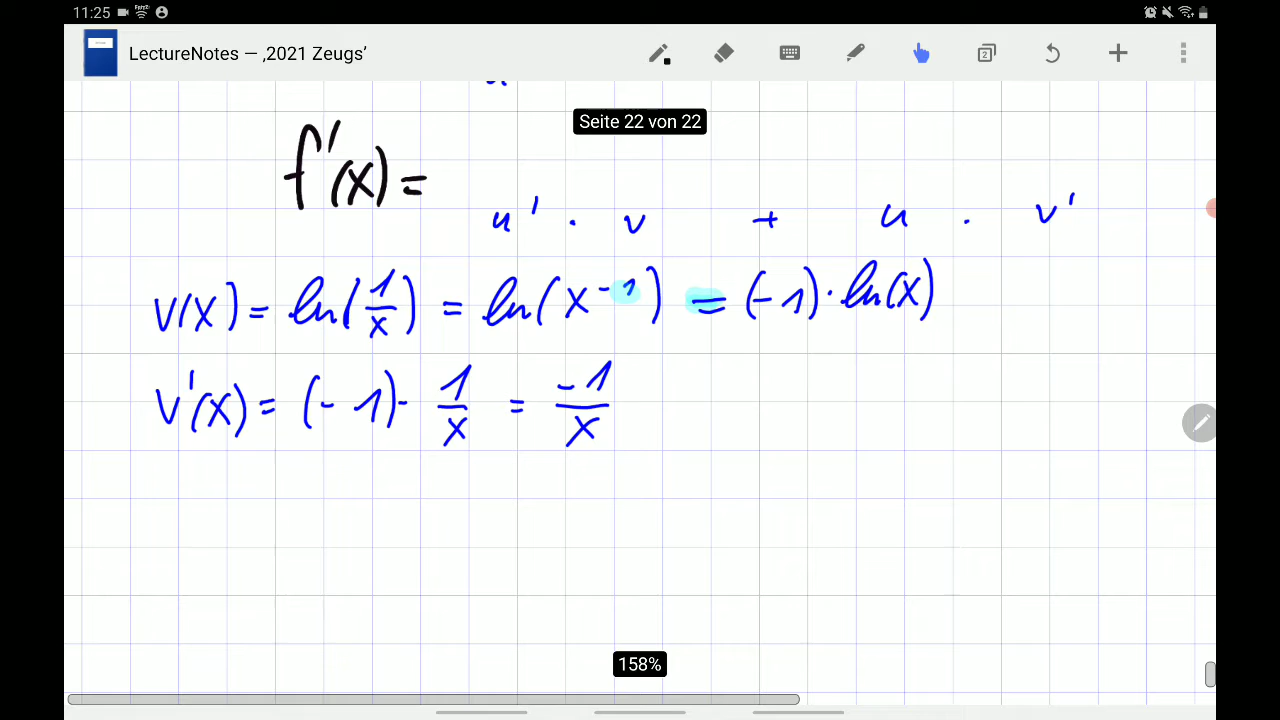 11:25
LectureNotes — ‚2021 Zeugs‘
Seite 22 von 22
f'(x) =
u' · v + u · v'
v(x) = ln(1/x) = ln(x⁻¹) = (-1) · ln(x)
v'(x) = (-1) · 1/x = -1/x
158%